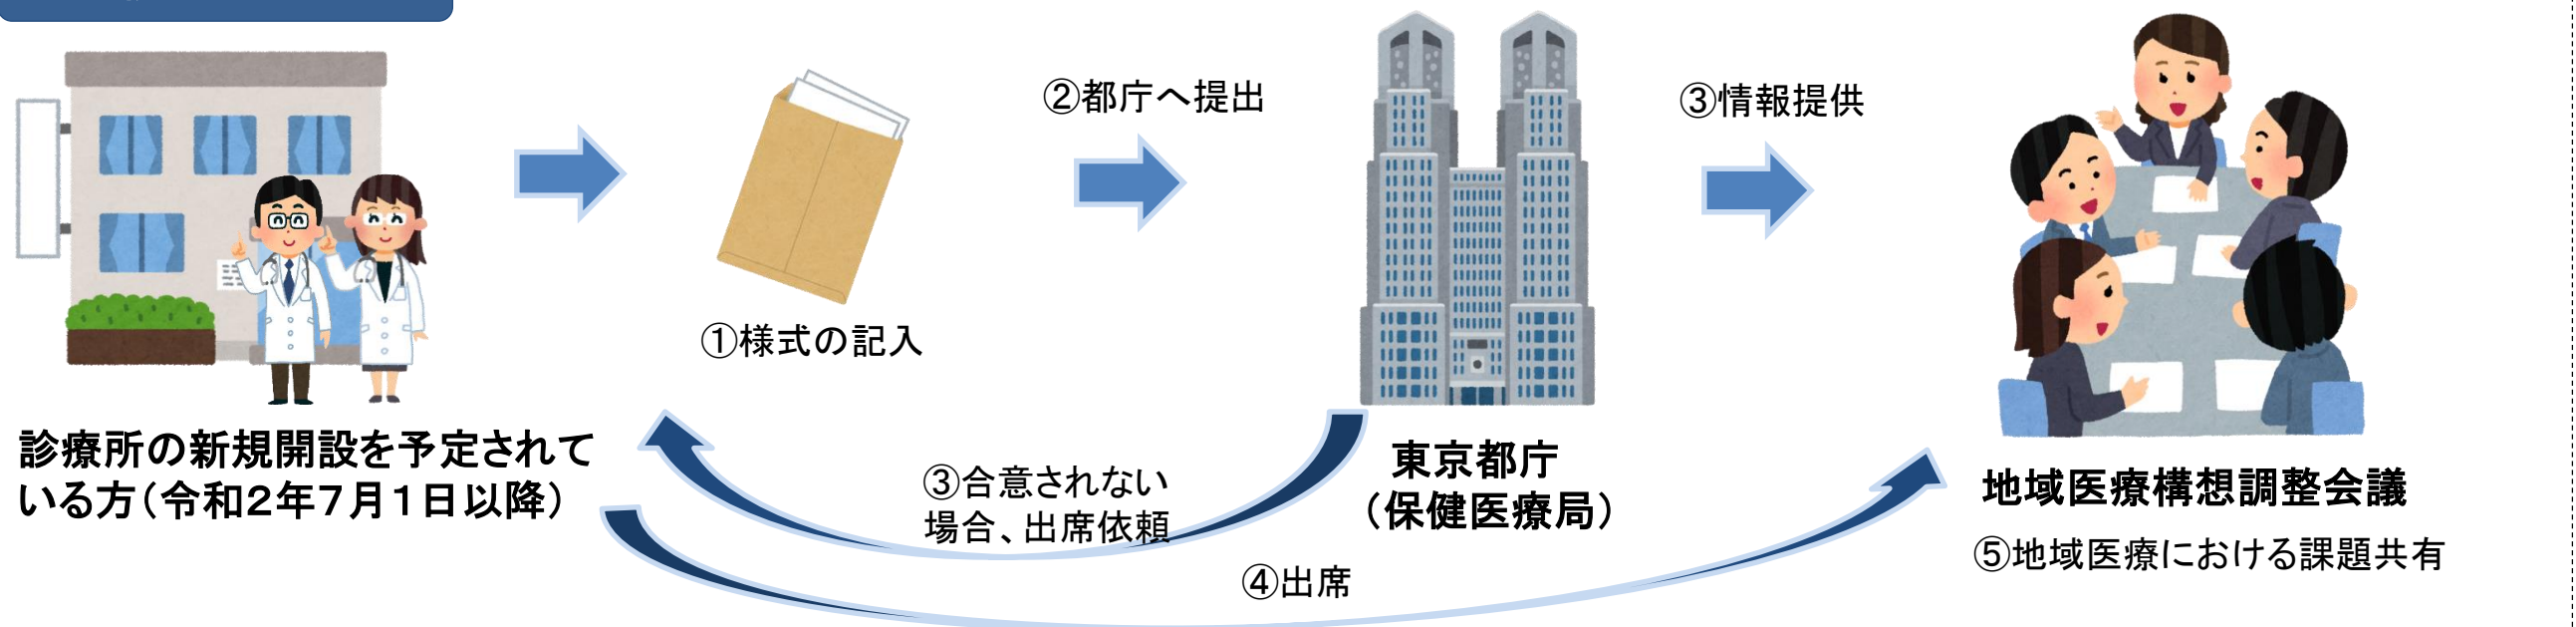 ①様式の記入
②都庁へ提出
③情報提供
診療所の新規開設を予定されて
いる方（令和２年７月１日以降）
③合意されない
場合、出席依頼
東京都庁
（保健医療局）
④出席
地域医療構想調整会議
⑤地域医療における課題共有